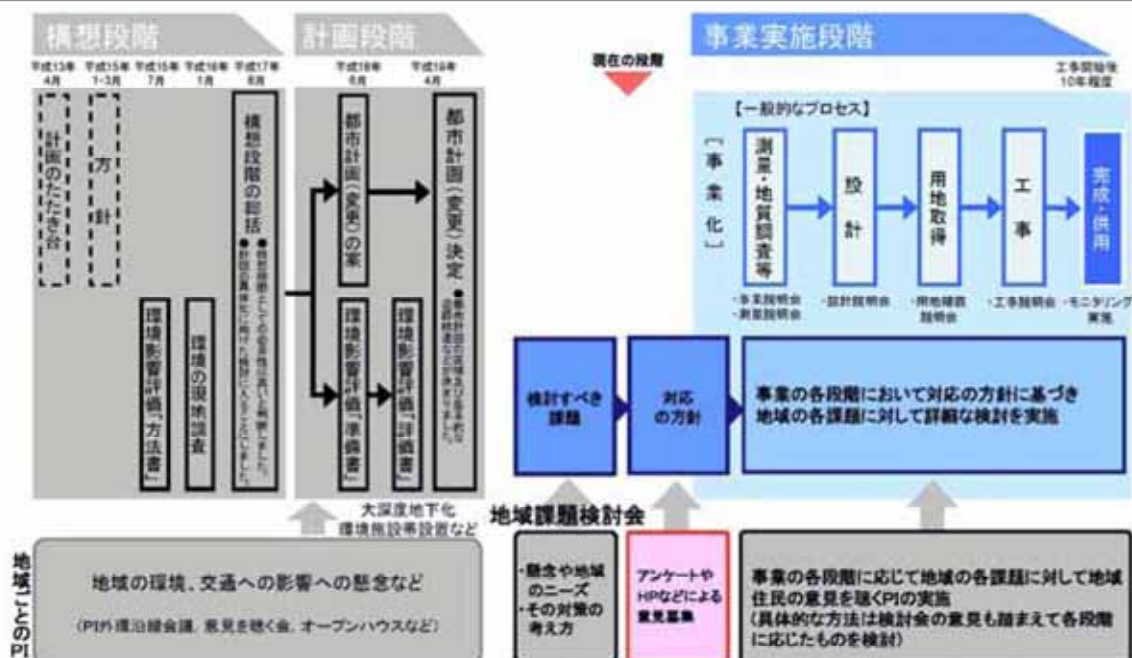 構想段階
計画段階
事業実施段階
平成13年
4月
平成15年
1-3月
平成15年
7月
平成16年
1月
平成17年
8月
平成18年
6月
平成19年
4月
現在の段階
工事開始後
10年程度
計画のたたき台
方針
構想段階の総括
環境影響評価「方法書」
環境の現地調査
都市計画(変更)の案
都市計画(変更)決定
環境影響評価「準備書」
環境影響評価「評価書」
【一般的なプロセス】
[事業化]
測量・地質調査等
設計
用地取得
工事
完成・供用
・事業説明会
・測量説明会
・設計説明会
説明会
・工事説明会
・モニタリング
実施
検討すべき
課題
対応
の方針
事業の各段階において対応の方針に基づき
地域の各課題に対して詳細な検討を実施
大深度地下化
環境施設帯設置など
地域課題検討会
地域ごとのPI
地域の環境、交通への影響への懸念など
(PI外環沿線会議、意見を聴く会、オープンハウスなど)
・懸念や地域
のニーズ
・その対策の
考え方
アンケートや
HPなどによる
意見募集
事業の各段階に応じて地域の各課題に対して地域
住民の意見を聴くPIの実施
(具体的な方法は検討会の意見も踏まえて各段階
に応じたものを検討)